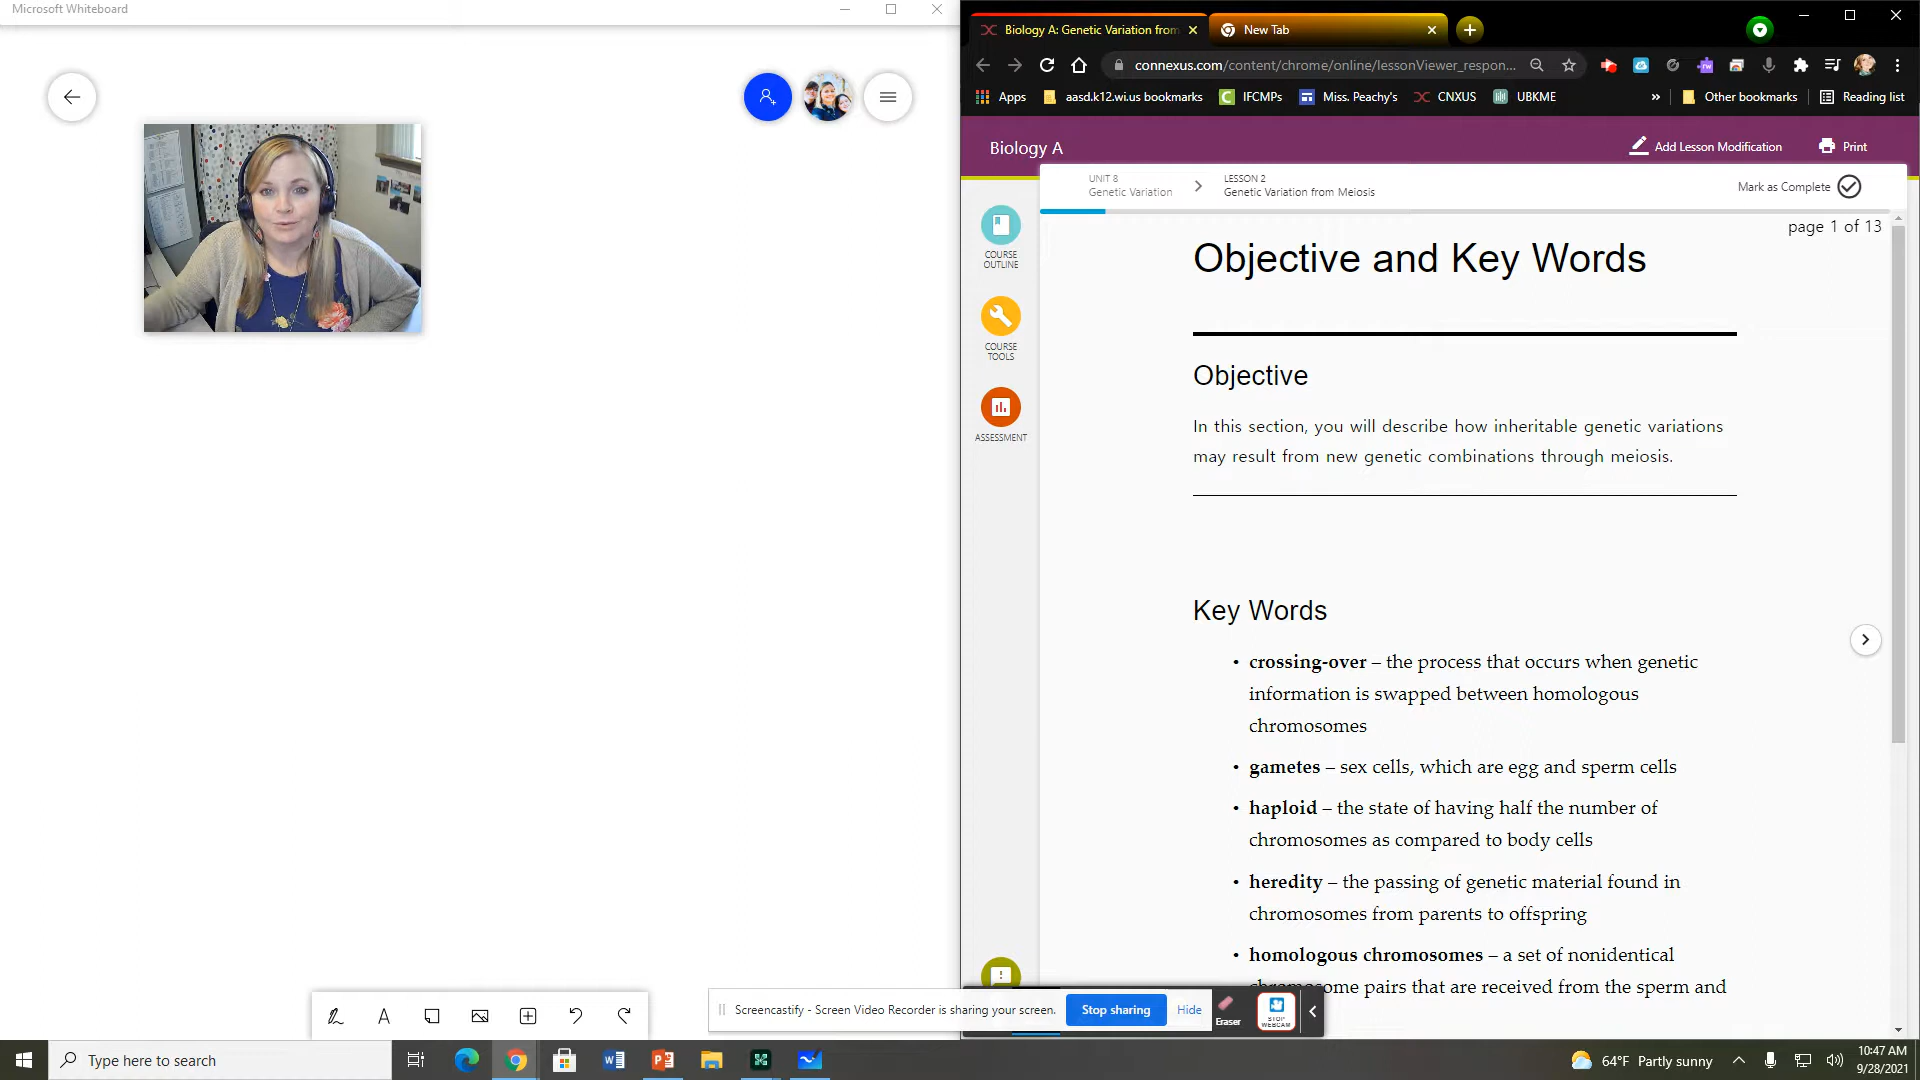 Microsoft Whiteboard
Biology A: Genetic Variation from
New Tab
connexus.com/content/chrome/online/lessonViewer_respon...
Apps
aasd.k12.wi.us bookmarks
IFCMPs
Miss. Peachy's
CNXUS
UBKME
»
Other bookmarks
Reading list
Biology A
Add Lesson Modification
Print
UNIT 8
Genetic Variation
LESSON 2
Genetic Variation from Meiosis
Mark as Complete
page 1 of 13
COURSE
OUTLINE
COURSE
TOOLS
ASSESSMENT
Objective and Key Words
Objective
In this section, you will describe how inheritable genetic variations
may result from new genetic combinations through meiosis.
Key Words
• crossing-over – the process that occurs when genetic
information is swapped between homologous
chromosomes
• gametes – sex cells, which are egg and sperm cells
• haploid – the state of having half the number of
chromosomes as compared to body cells
• heredity – the passing of genetic material found in
chromosomes from parents to offspring
• homologous chromosomes – a set of nonidentical
chromosome pairs that are received from the sperm and
Screencastify - Screen Video Recorder is sharing your screen.
Stop sharing
Hide
Eraser
STOP
WEBCAM
Type here to search
64°F Partly sunny
10:47 AM
9/28/2021